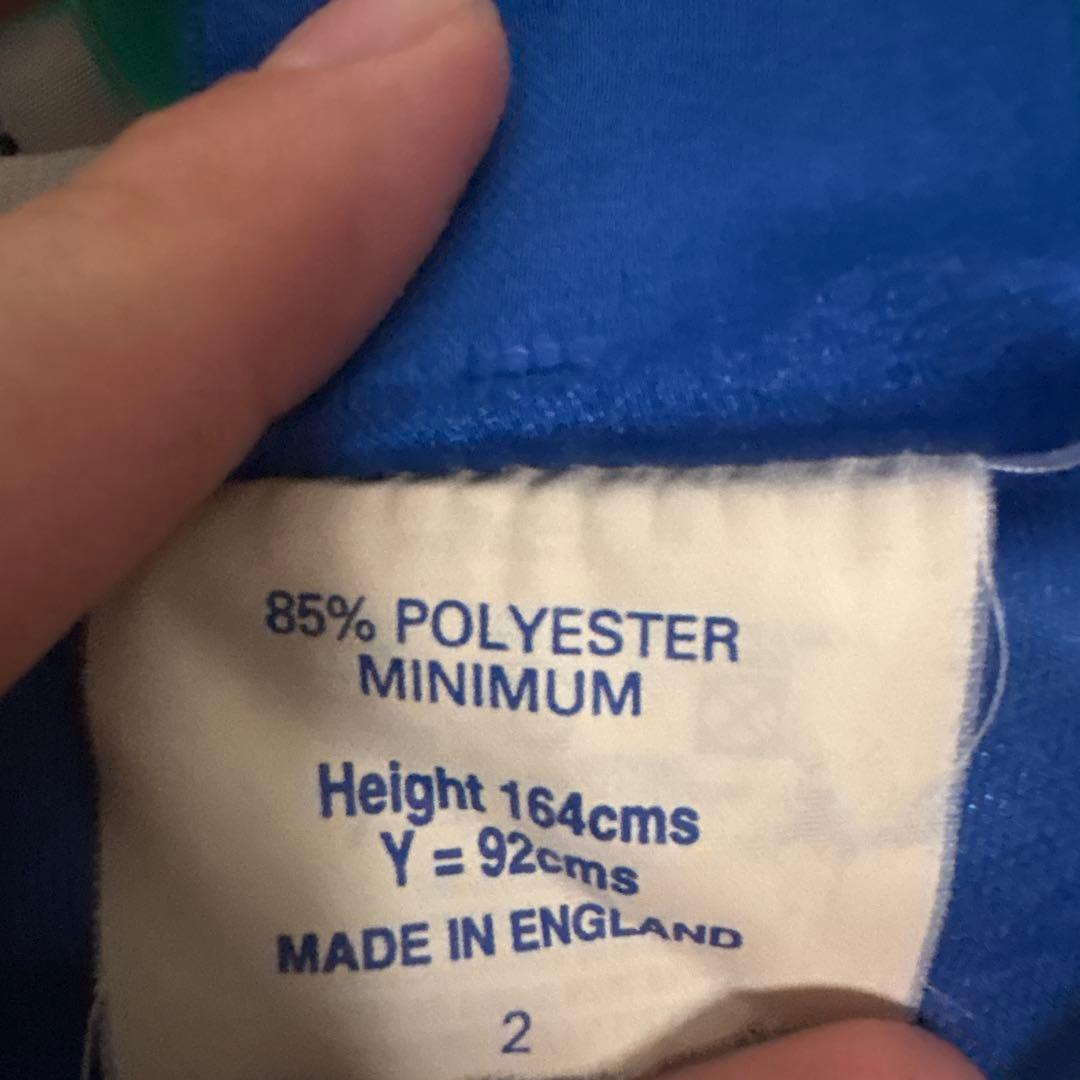 85% POLYESTER
MINIMUM
Height 164cms
Y = 92cms
MADE IN ENGLAND
2